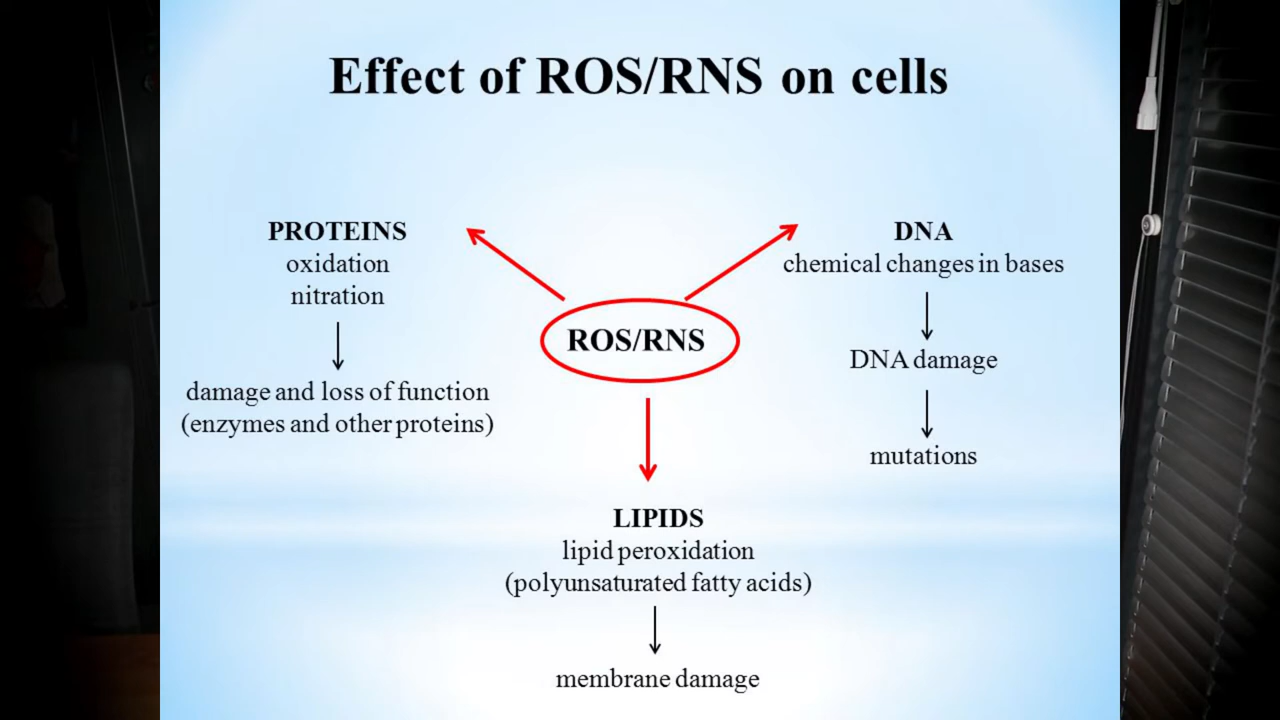 Effect of ROS/RNS on cells
PROTEINS
oxidation
nitration
damage and loss of function
(enzymes and other proteins)
ROS/RNS
DNA
chemical changes in bases
DNA damage
mutations
LIPIDS
lipid peroxidation
(polyunsaturated fatty acids)
membrane damage